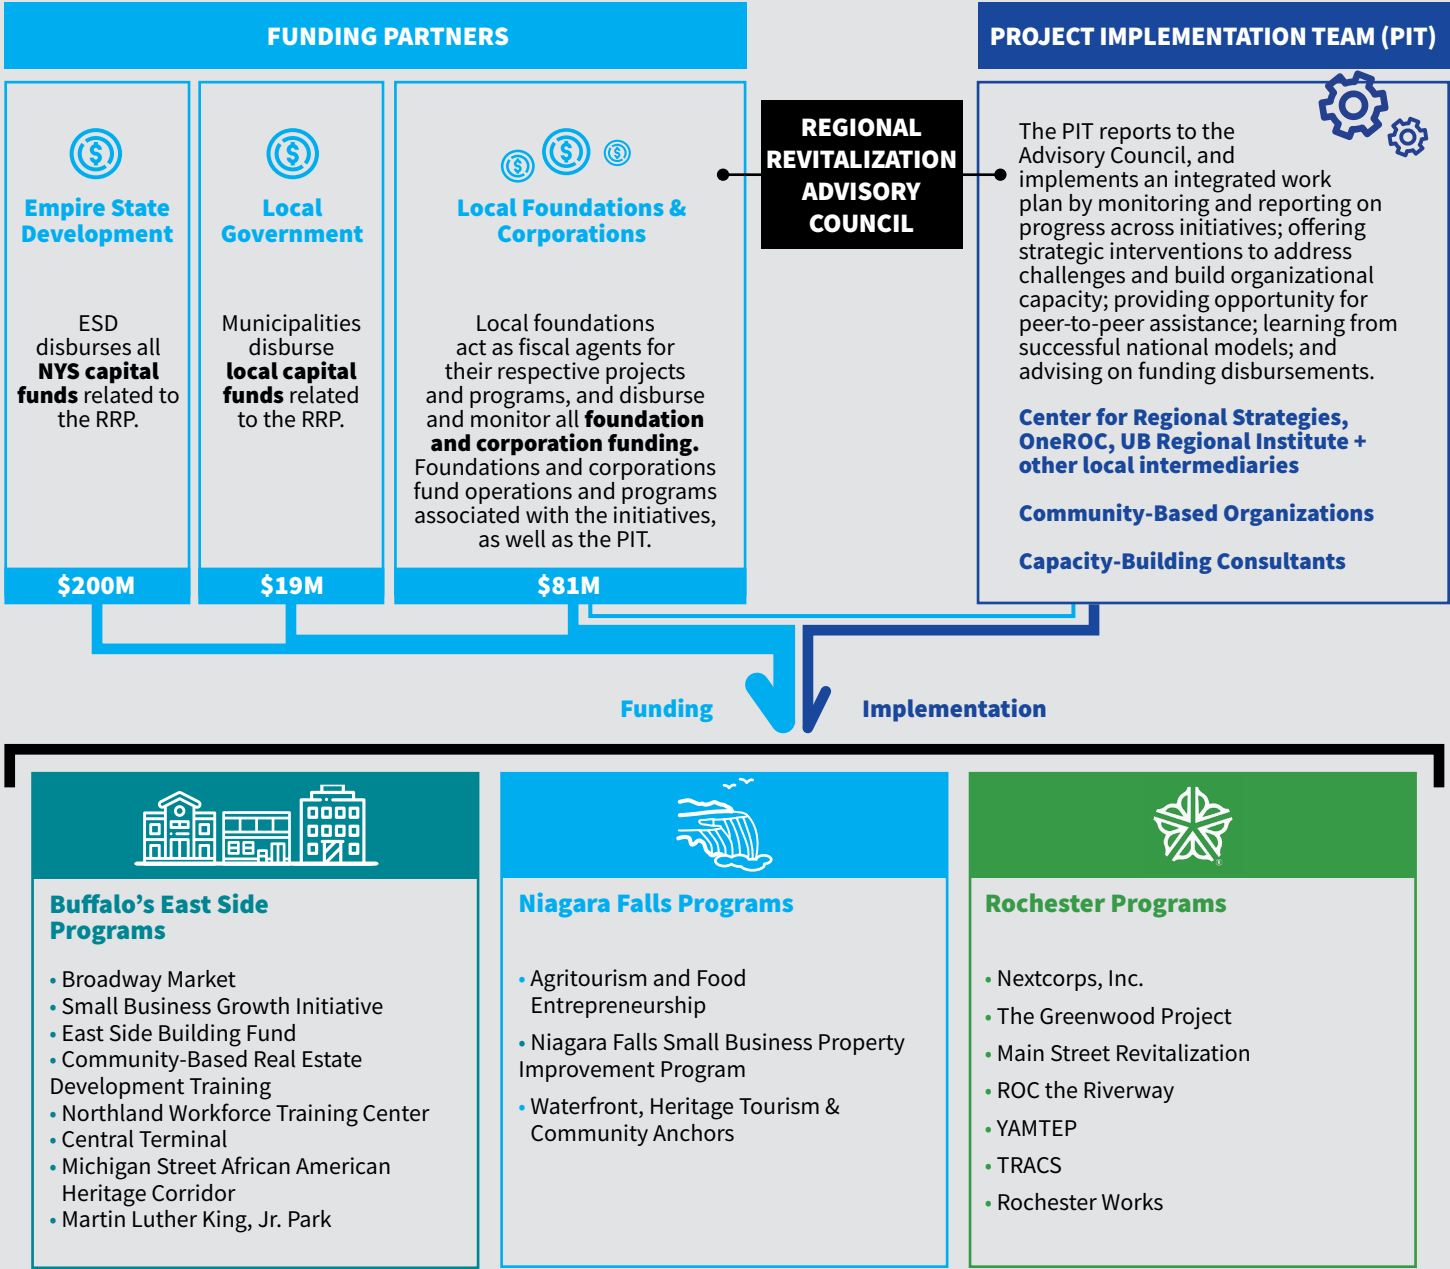 FUNDING PARTNERS
Empire State
Development
ESD
disburses all
NYS capital
funds related to
the RRP.
$200M
Local
Government
Municipalities
disburse
local capital
funds related
to the RRP.
$19M
Local Foundations &
Corporations
Local foundations
act as fiscal agents for
their respective projects
and programs, and disburse
and monitor all foundation
and corporation funding.
Foundations and corporations
fund operations and programs
associated with the initiatives,
as well as the PIT.
$81M
REGIONAL
REVITALIZATION
ADVISORY
COUNCIL
PROJECT IMPLEMENTATION TEAM (PIT)
The PIT reports to the
Advisory Council, and
implements an integrated work
plan by monitoring and reporting on
progress across initiatives; offering
strategic interventions to address
challenges and build organizational
capacity; providing opportunity for
peer-to-peer assistance; learning from
successful national models; and
advising on funding disbursements.
Center for Regional Strategies,
OneROC, UB Regional Institute +
other local intermediaries
Community-Based Organizations
Capacity-Building Consultants
Funding
Implementation
Buffalo’s East Side
Programs
• Broadway Market
• Small Business Growth Initiative
• East Side Building Fund
• Community-Based Real Estate
Development Training
• Northland Workforce Training Center
• Central Terminal
• Michigan Street African American
Heritage Corridor
• Martin Luther King, Jr. Park
Niagara Falls Programs
• Agritourism and Food
Entrepreneurship
• Niagara Falls Small Business Property
Improvement Program
• Waterfront, Heritage Tourism &
Community Anchors
Rochester Programs
• Nextcorps, Inc.
• The Greenwood Project
• Main Street Revitalization
• ROC the Riverway
• YAMTEP
• TRACS
• Rochester Works